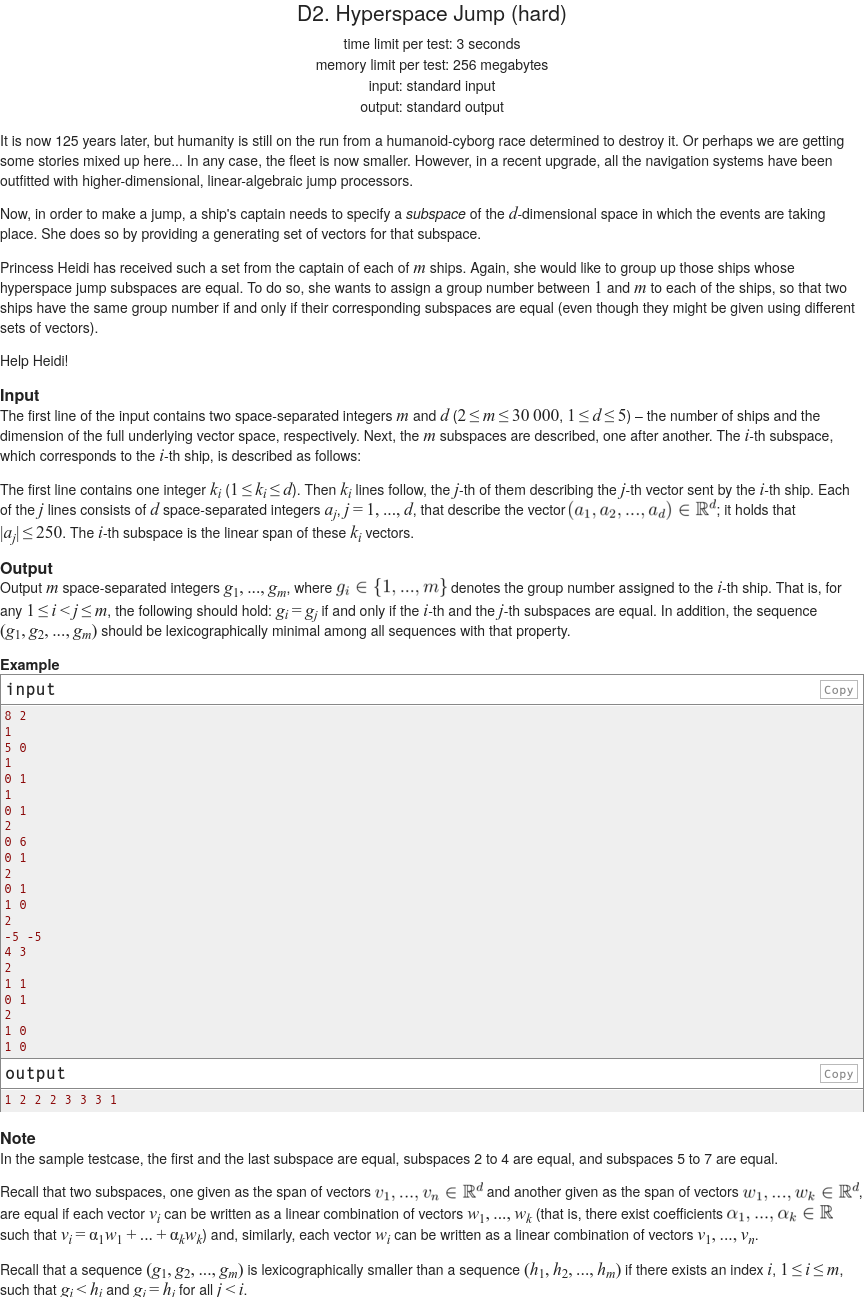 D2. Hyperspace Jump (hard)
time limit per test: 3 seconds
memory limit per test: 256 megabytes
input: standard input
output: standard output
It is now 125 years later, but humanity is still on the run from a humanoid-cyborg race determined to destroy it. Or perhaps we are getting
some stories mixed up here... In any case, the fleet is now smaller. However, in a recent upgrade, all the navigation systems have been
outfitted with higher-dimensional, linear-algebraic jump processors.
Now, in order to make a jump, a ship's captain needs to specify a subspace of the d-dimensional space in which the events are taking
place. She does so by providing a generating set of vectors for that subspace.
Princess Heidi has received such a set from the captain of each of m ships. Again, she would like to group up those ships whose
hyperspace jump subspaces are equal. To do so, she wants to assign a group number between 1 and m to each of the ships, so that two
ships have the same group number if and only if their corresponding subspaces are equal (even though they might be given using different
sets of vectors).
Help Heidi!
Input
The first line of the input contains two space-separated integers m and d (2 ≤ m ≤ 30 000, 1 ≤ d ≤ 5) – the number of ships and the
dimension of the full underlying vector space, respectively. Next, the m subspaces are described, one after another. The i-th subspace,
which corresponds to the i-th ship, is described as follows:
The first line contains one integer k_i (1 ≤ k_i ≤ d). Then k_i lines follow, the j-th of them describing the j-th vector sent by the i-th ship. Each
of the j lines consists of d space-separated integers a_j, j = 1, ..., d, that describe the vector (a_1, a_2, ..., a_d) ∈ ℝ^d; it holds that
|a_j| ≤ 250. The i-th subspace is the linear span of these k_i vectors.
Output
Output m space-separated integers g_1, ..., g_m, where g_i ∈ {1, ..., m} denotes the group number assigned to the i-th ship. That is, for
any 1 ≤ i < j ≤ m, the following should hold: g_i = g_j if and only if the i-th and the j-th subspaces are equal. In addition, the sequence
(g_1, g_2, ..., g_m) should be lexicographically minimal among all sequences with that property.
Example
input
Copy
8 2
1
5 0
1
0 1
1
0 1
2
0 6
0 1
2
0 1
1 0
2
-5 -5
4 3
2
1 1
0 1
2
1 0
1 0
output
Copy
1 2 2 2 3 3 3 1
Note
In the sample testcase, the first and the last subspace are equal, subspaces 2 to 4 are equal, and subspaces 5 to 7 are equal.
Recall that two subspaces, one given as the span of vectors v_1, ..., v_n ∈ ℝ^d and another given as the span of vectors w_1, ..., w_k ∈ ℝ^d,
are equal if each vector v_i can be written as a linear combination of vectors w_1, ..., w_k (that is, there exist coefficients α_1, ..., α_k ∈ ℝ
such that v_i = α_1w_1 + ... + α_kw_k) and, similarly, each vector w_i can be written as a linear combination of vectors v_1, ..., v_n.
Recall that a sequence (g_1, g_2, ..., g_m) is lexicographically smaller than a sequence (h_1, h_2, ..., h_m) if there exists an index i, 1 ≤ i ≤ m,
such that g_i < h_i and g_j = h_j for all j < i.